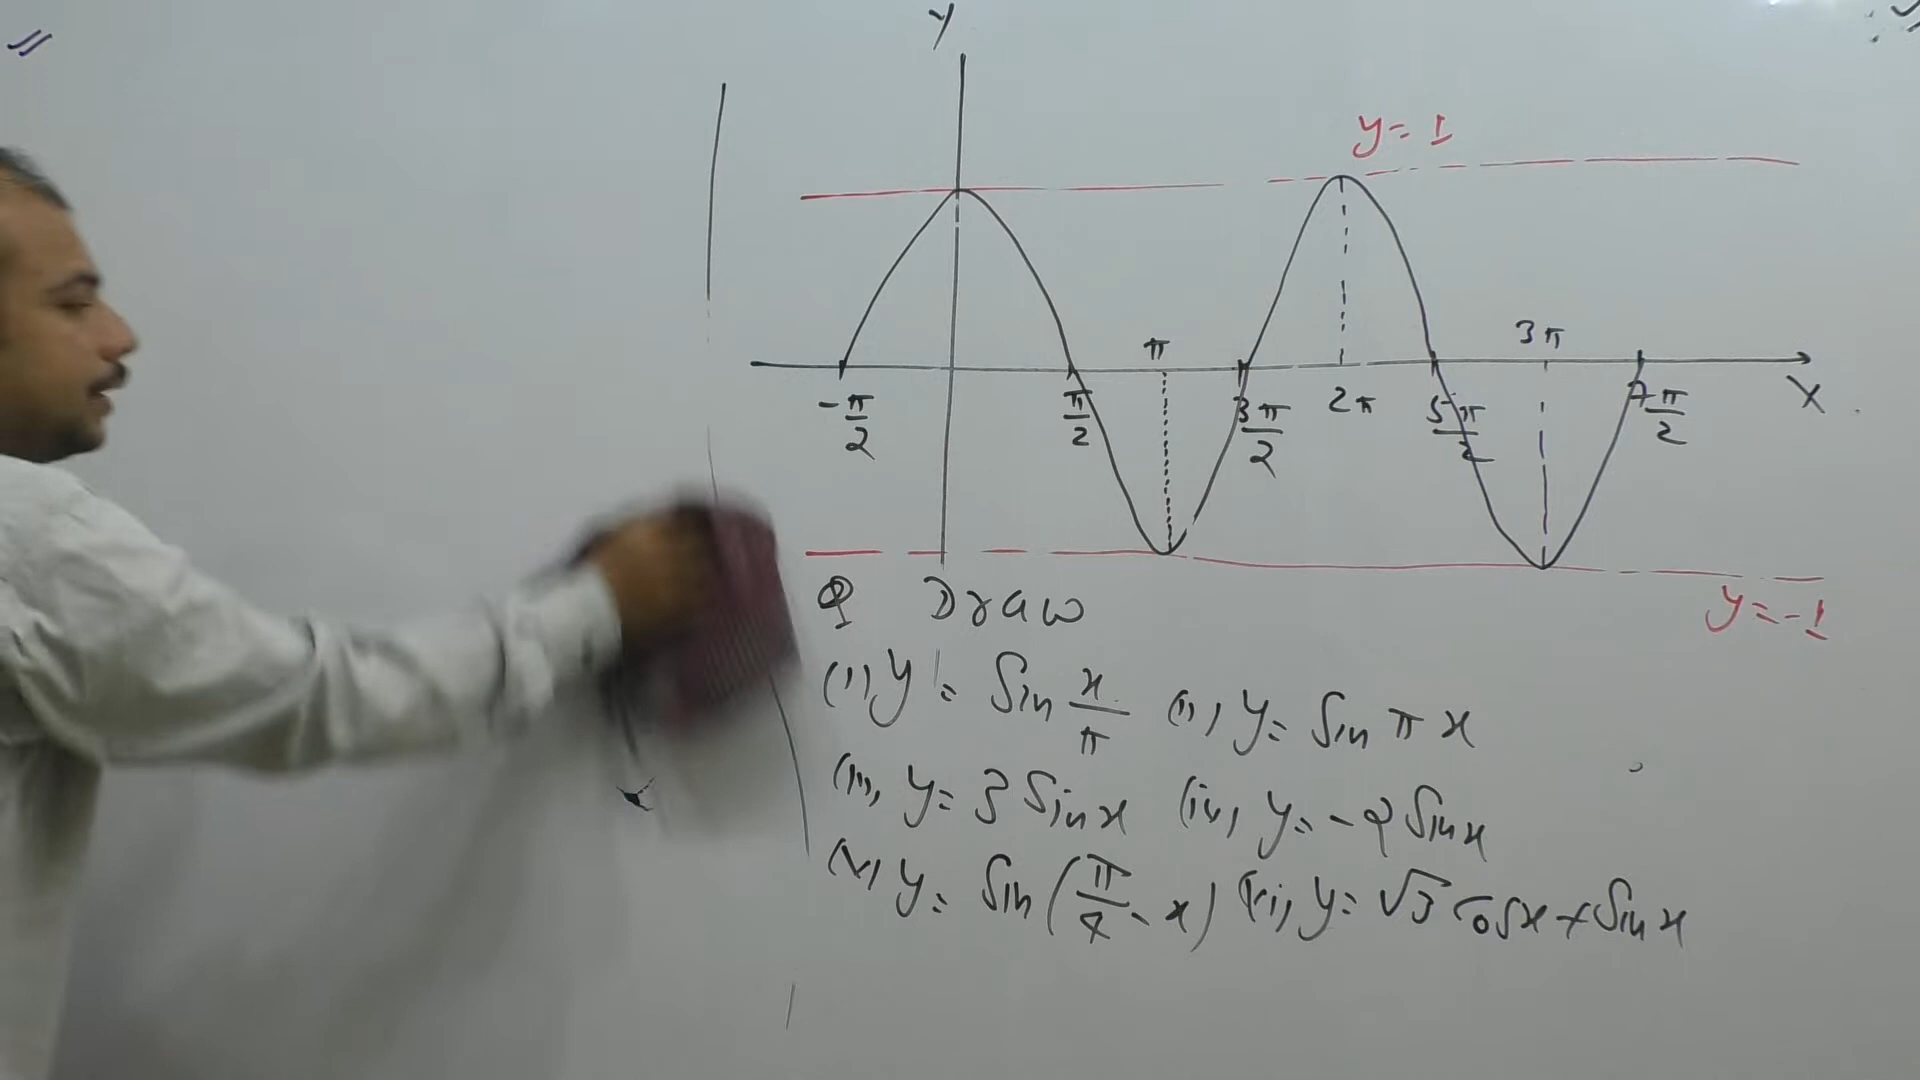 y
y = 1
π
3π
-π/2
π/2
3π/2
2π
5π/2
7π/2
X
y = -1
Q Draw
(i) y = Sin x/π (ii) y = Sin π x
(iii) y = 3 Sin x (iv) y = -2 Sin x
(v) y = Sin (π/4 - x) (vi) y = √3 cos x + Sin x